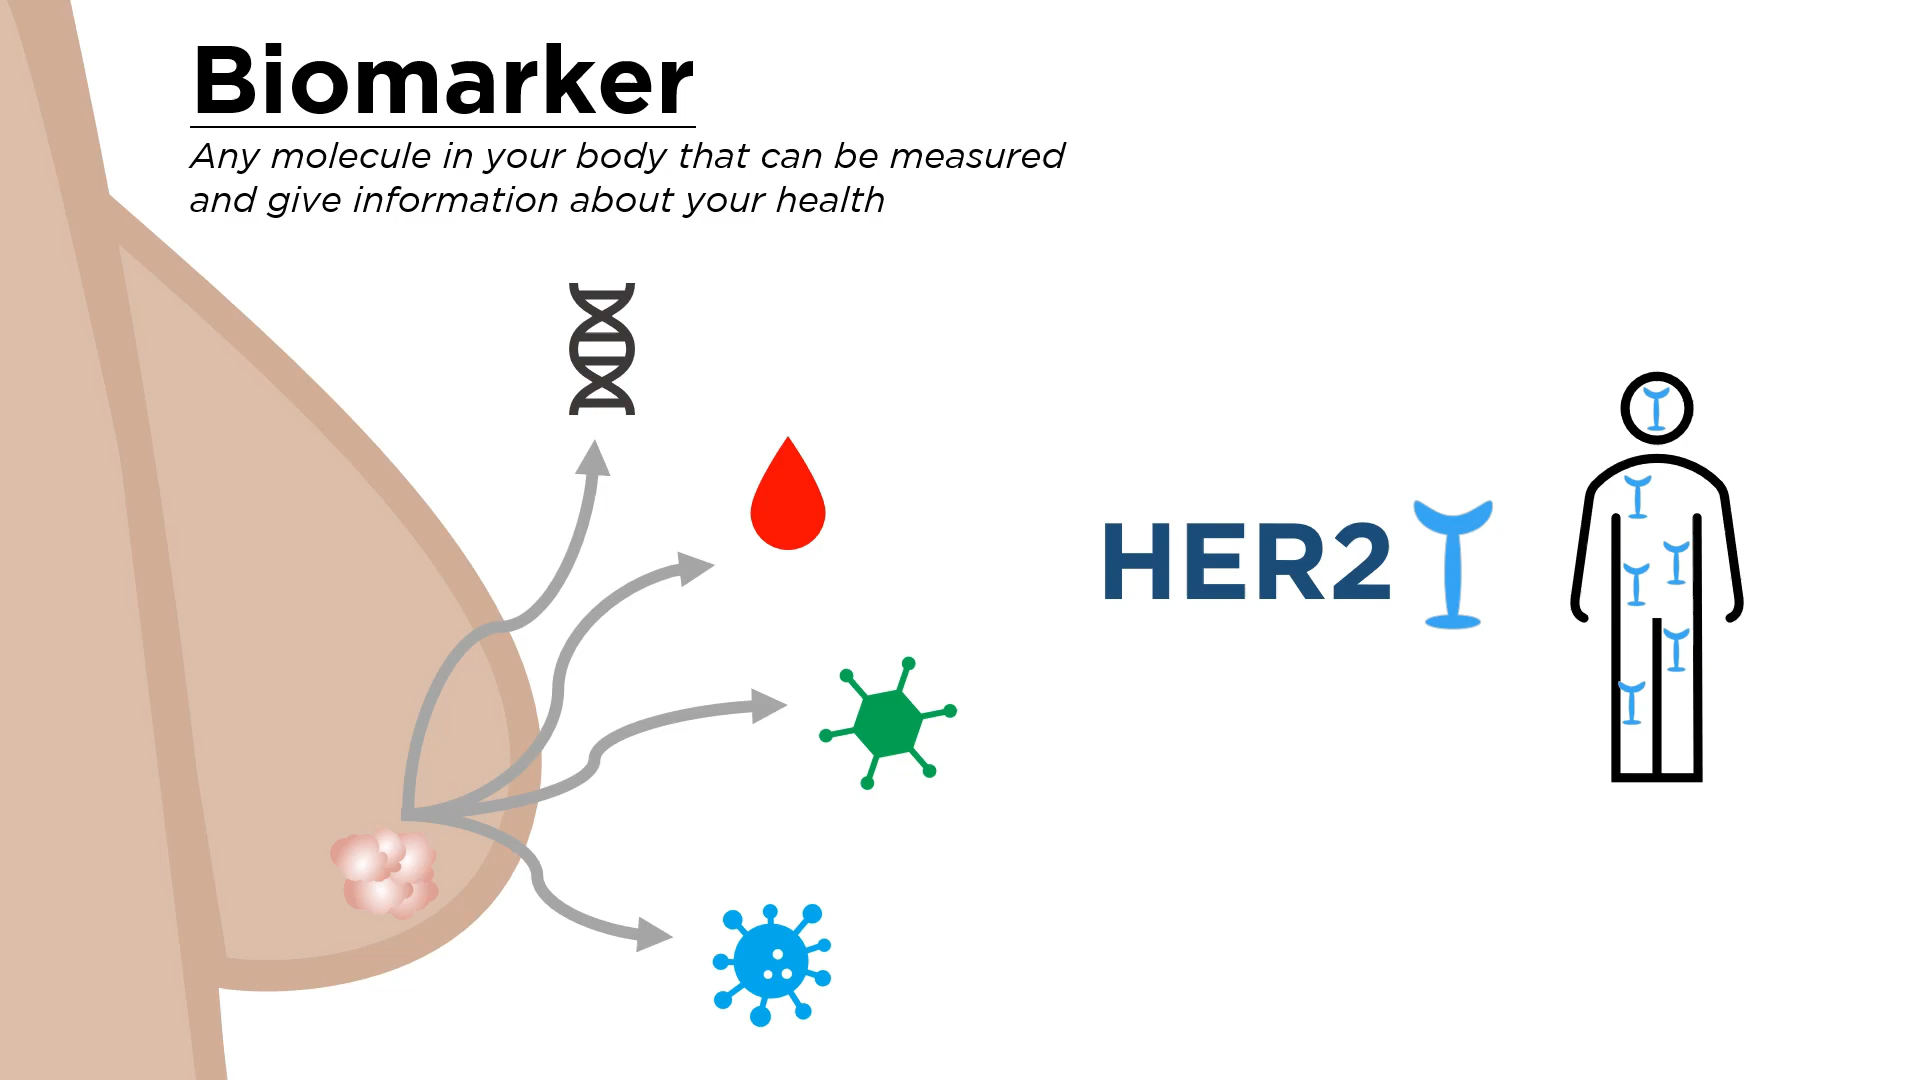 Biomarker
Any molecule in your body that can be measured
and give information about your health
HER2